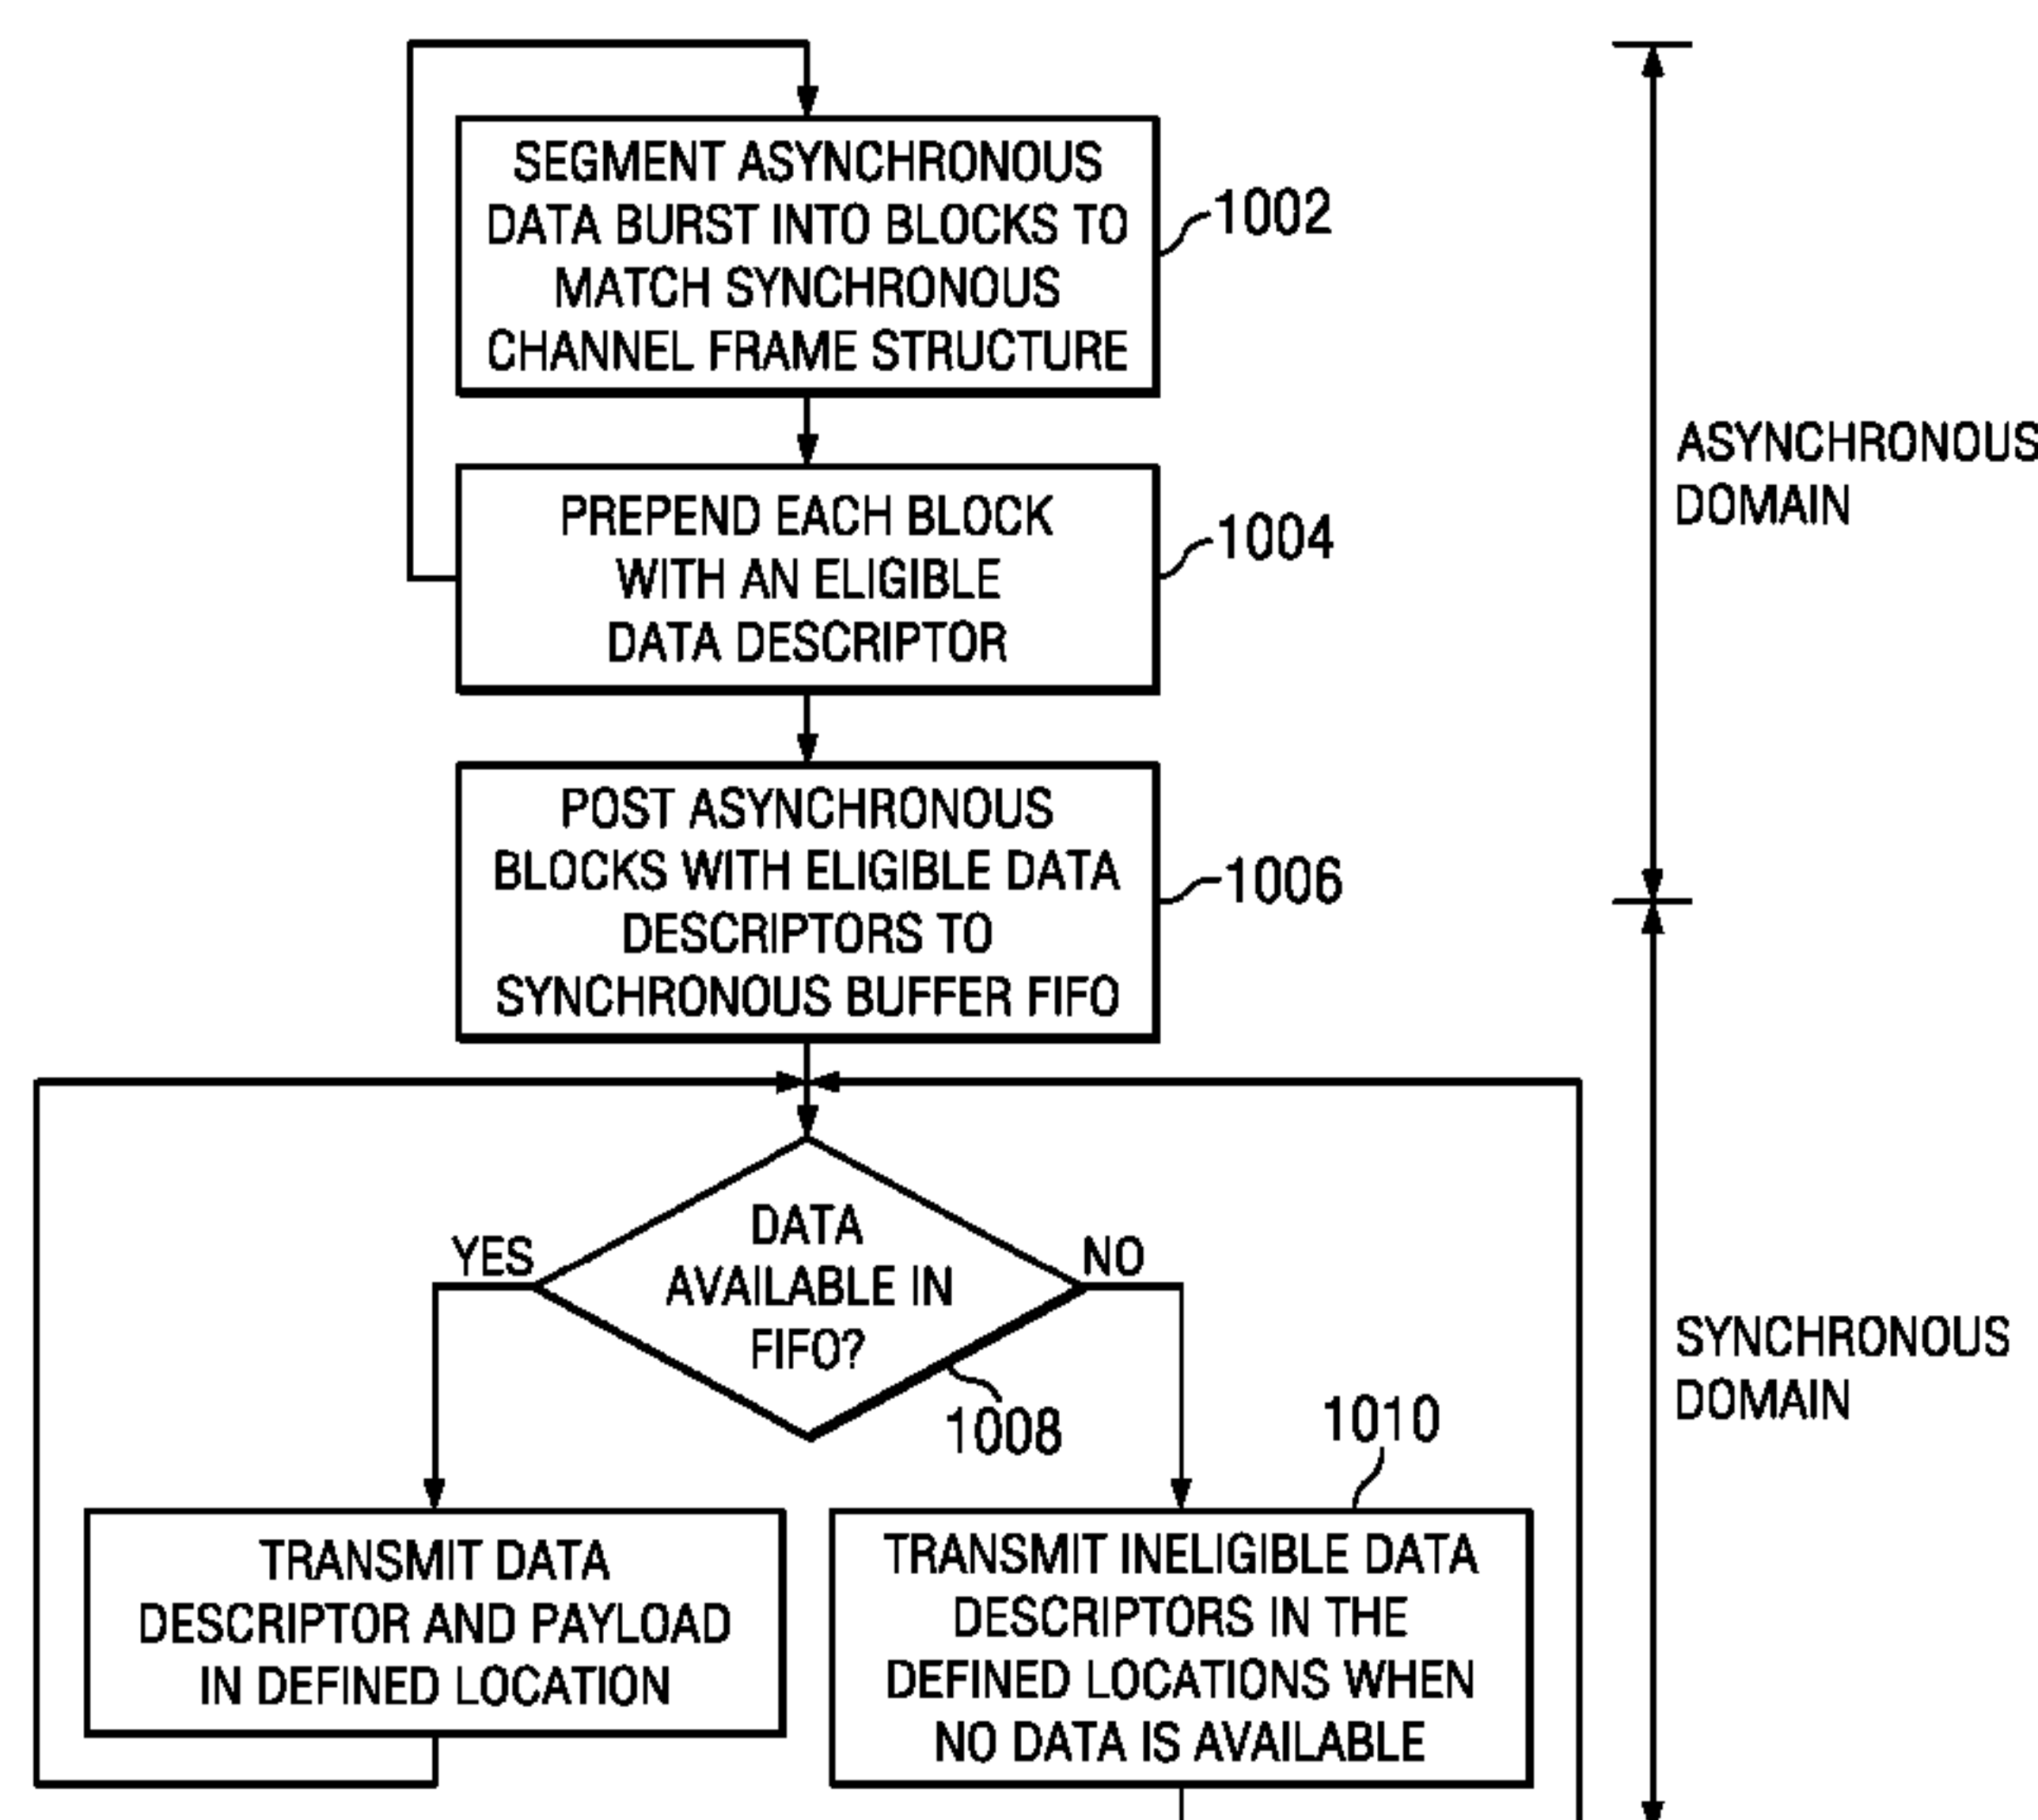 SEGMENT ASYNCHRONOUS
DATA BURST INTO BLOCKS TO
MATCH SYNCHRONOUS
CHANNEL FRAME STRUCTURE
1002
PREPEND EACH BLOCK
WITH AN ELIGIBLE
DATA DESCRIPTOR
1004
ASYNCHRONOUS
DOMAIN
POST ASYNCHRONOUS
BLOCKS WITH ELIGIBLE DATA
DESCRIPTORS TO
SYNCHRONOUS BUFFER FIFO
1006
DATA
AVAILABLE IN
FIFO?
YES
NO
1008
SYNCHRONOUS
DOMAIN
1010
TRANSMIT DATA
DESCRIPTOR AND PAYLOAD
IN DEFINED LOCATION
TRANSMIT INELIGIBLE DATA
DESCRIPTORS IN THE
DEFINED LOCATIONS WHEN
NO DATA IS AVAILABLE